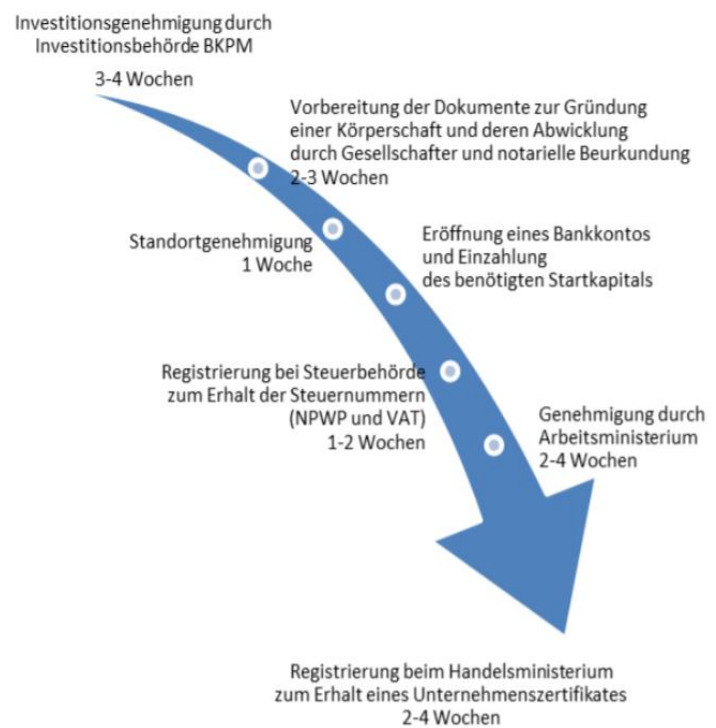 Investitionsgenehmigung durch
Investitionsbehörde BKPM
3-4 Wochen
Vorbereitung der Dokumente zur Gründung
einer Körperschaft und deren Abwicklung
durch Gesellschafter und notarielle Beurkundung
2-3 Wochen
Standortgenehmigung
1 Woche
Eröffnung eines Bankkontos
und Einzahlung
des benötigten Startkapitals
Registrierung bei Steuerbehörde
zum Erhalt der Steuernummern
(NPWP und VAT)
1-2 Wochen
Genehmigung durch
Arbeitsministerium
2-4 Wochen
Registrierung beim Handelsministerium
zum Erhalt eines Unternehmenszertifikates
2-4 Wochen